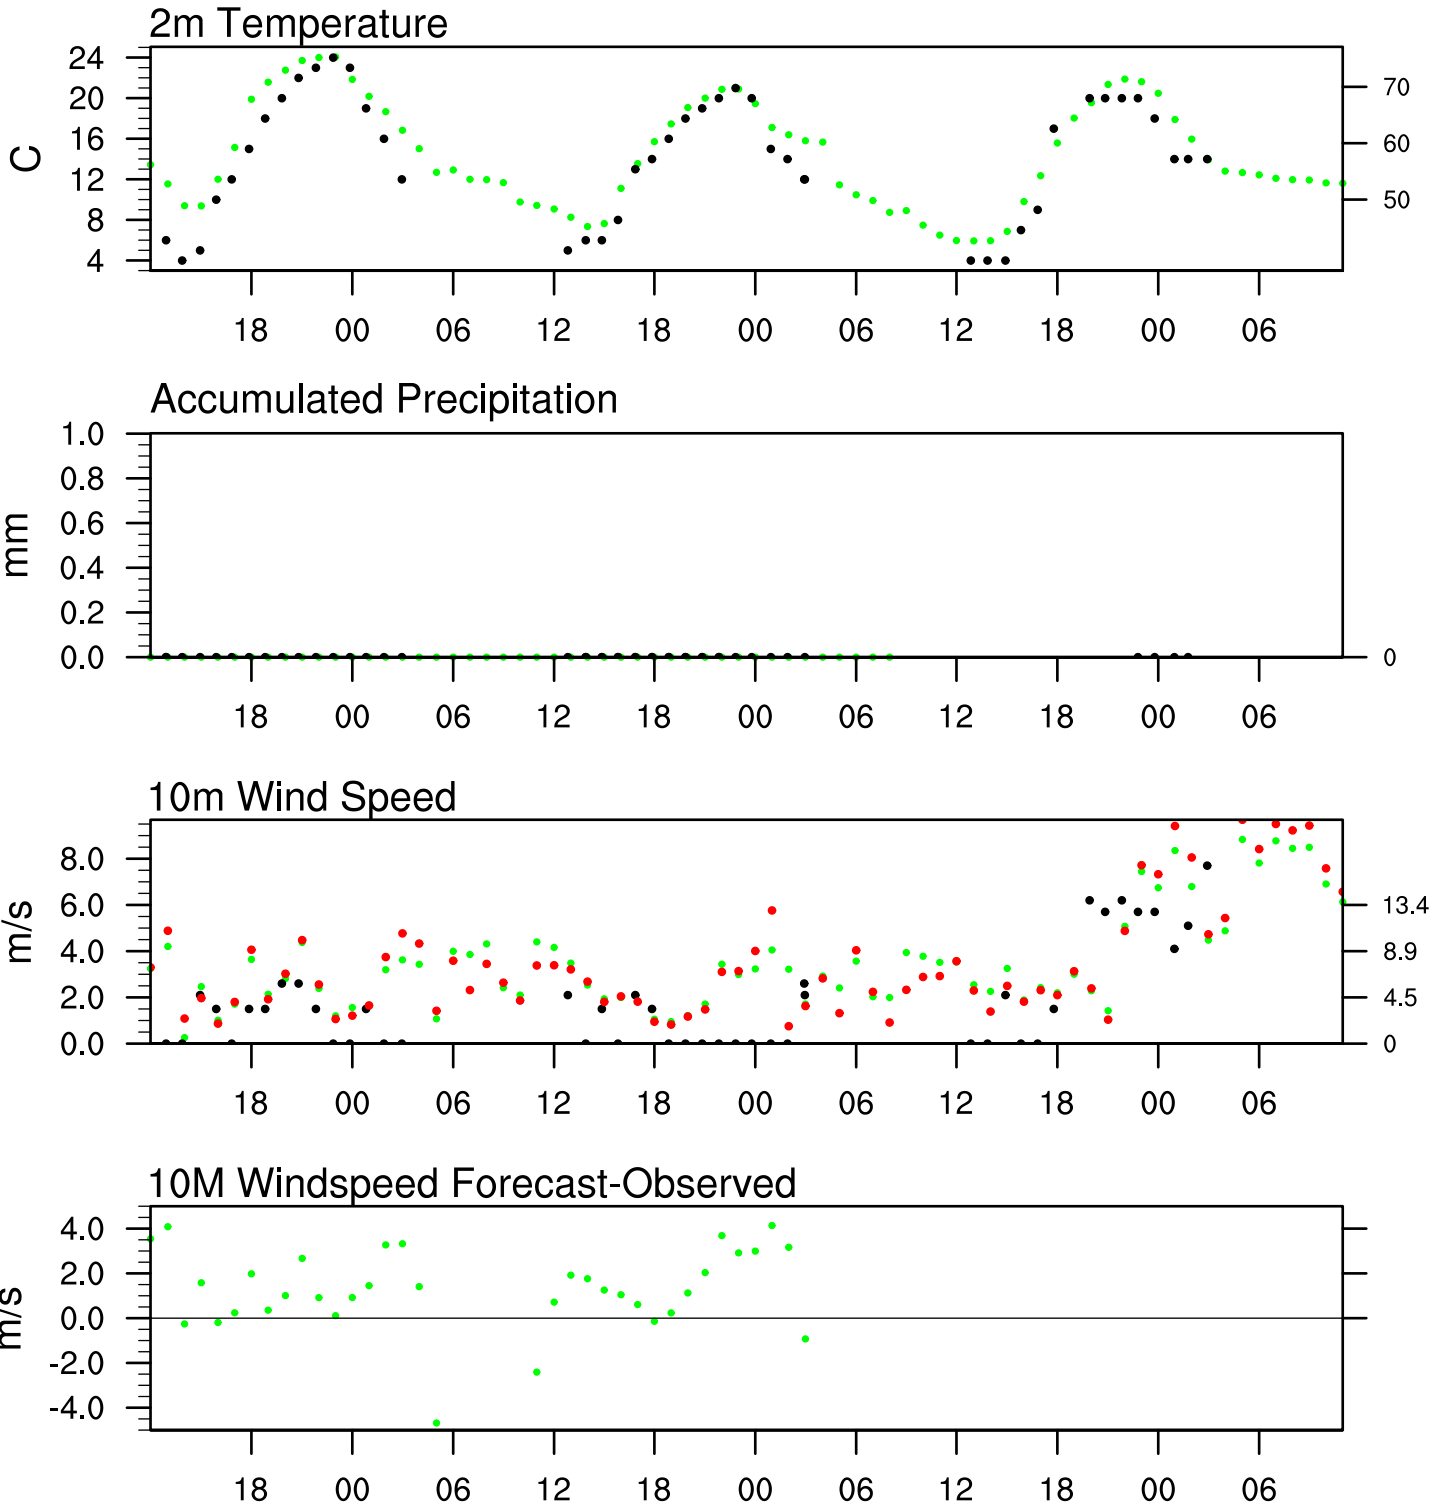 2m Temperature
24
20
16
12
8
4
C
70
60
50
18 00 06 12 18 00 06 12 18 00 06
Accumulated Precipitation
1.0
0.8
0.6
0.4
0.2
0.0
mm
0
18 00 06 12 18 00 06 12 18 00 06
10m Wind Speed
8.0
6.0
4.0
2.0
0.0
m/s
13.4
8.9
4.5
0
18 00 06 12 18 00 06 12 18 00 06
10M Windspeed Forecast-Observed
4.0
2.0
0.0
-2.0
-4.0
m/s
18 00 06 12 18 00 06 12 18 00 06